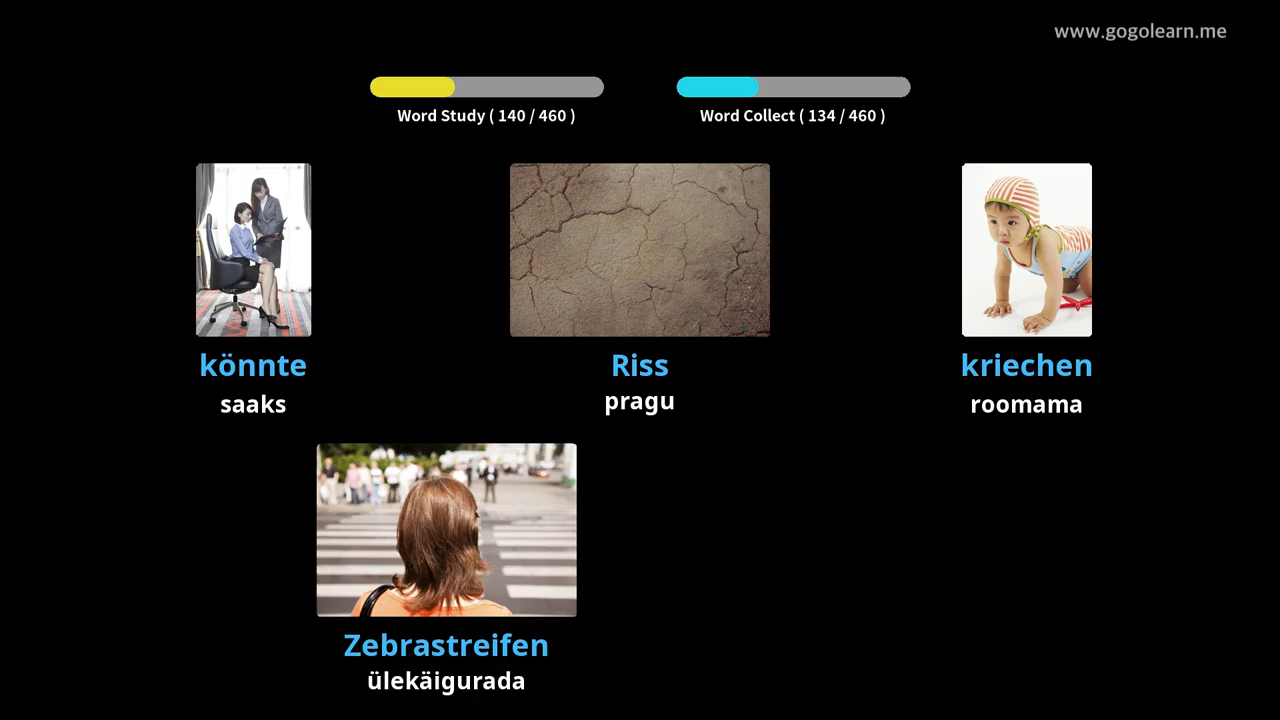 www.gogolearn.me
Word Study ( 140 / 460 )
Word Collect ( 134 / 460 )
könnte
saaks
Riss
pragu
kriechen
roomama
Zebrastreifen
ülekäigurada